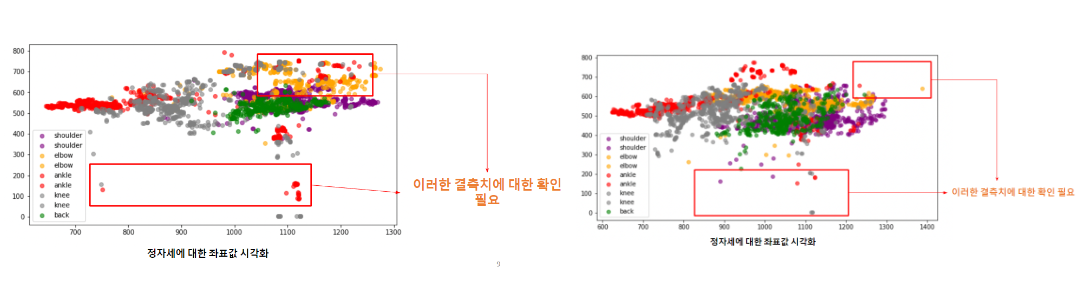 800
700
600
500
400
300
200
100
0
shoulder
shoulder
elbow
elbow
ankle
ankle
knee
knee
back
700 800 900 1000 1100 1200 1300
정자세에 대한 좌표값 시각화
이러한 결측치에 대한 확인
필요
9
800
700
600
500
400
300
200
100
0
shoulder
shoulder
elbow
elbow
ankle
ankle
knee
knee
back
600 700 800 900 1000 1100 1200 1300 1400
정자세에 대한 좌표값 시각화
이러한 결측치에 대한 확인 필요